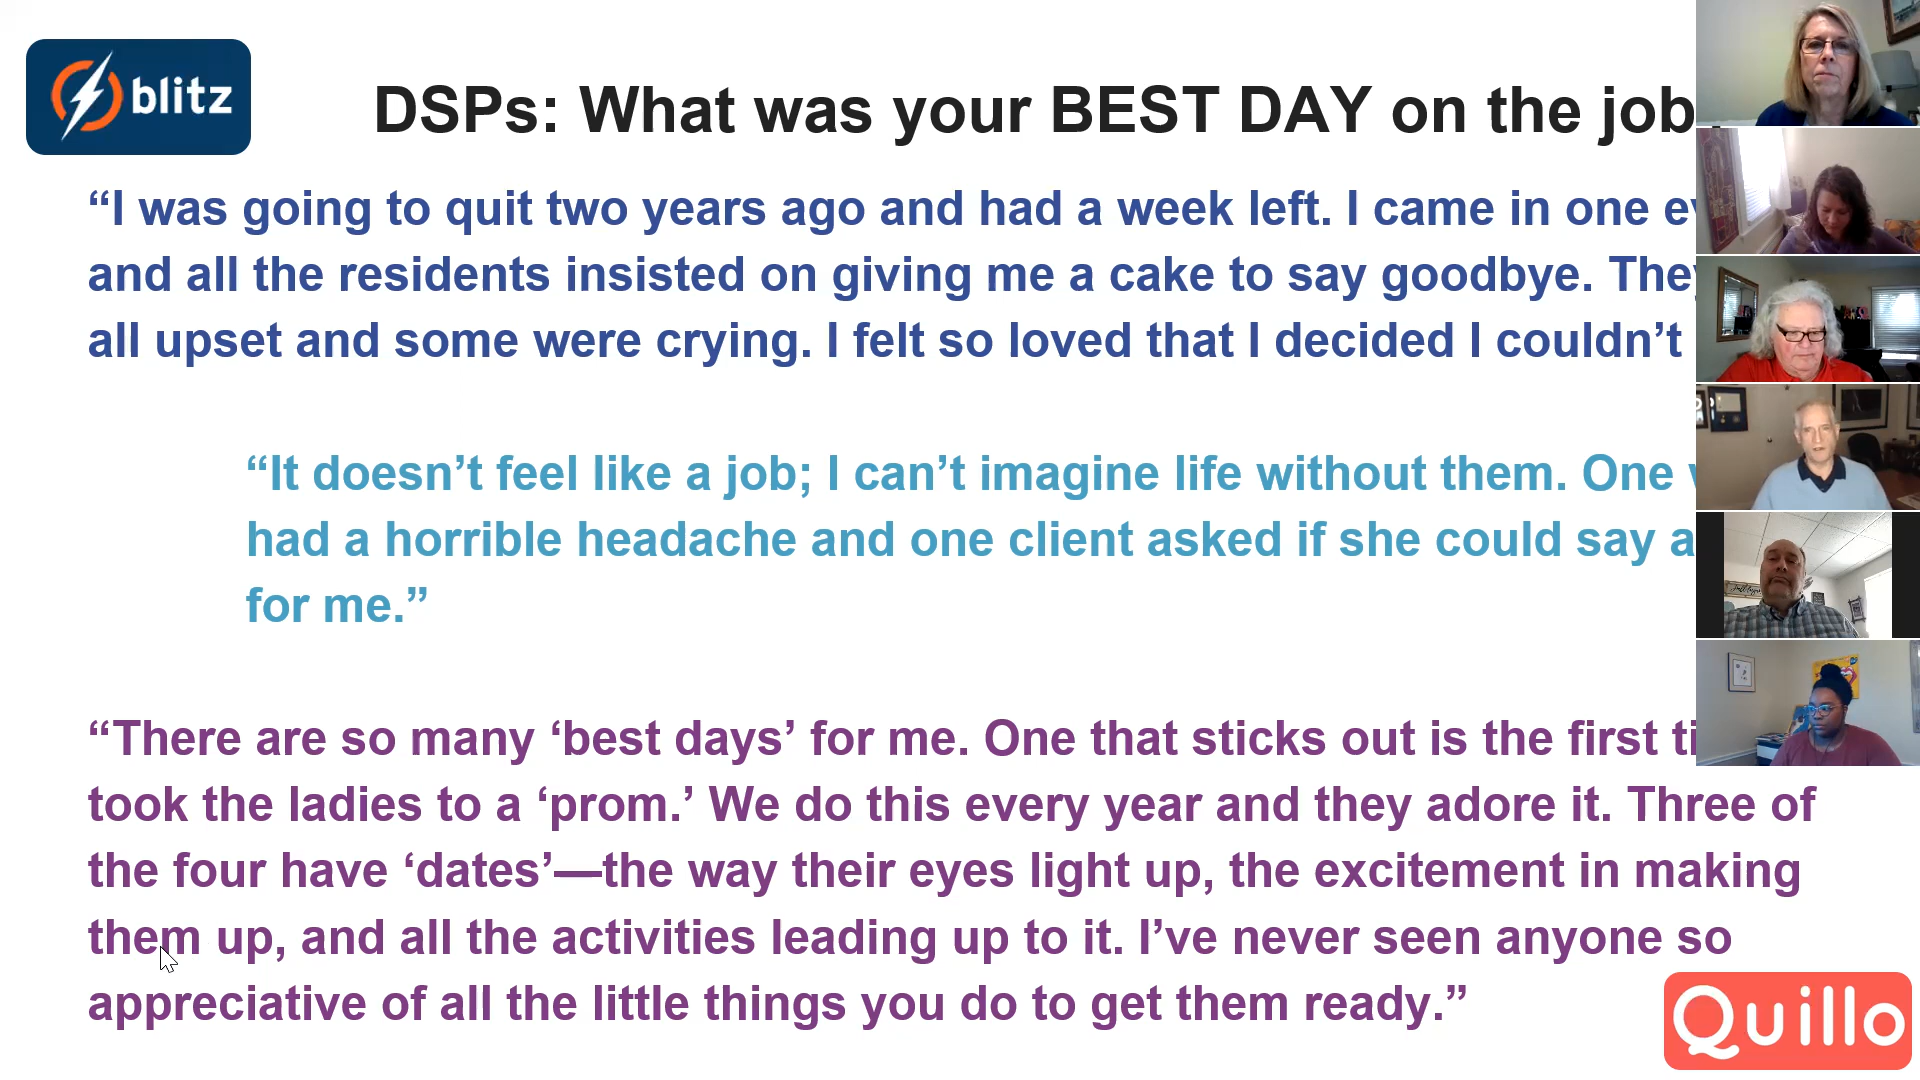 blitz
DSPs: What was your BEST DAY on the job
“I was going to quit two years ago and had a week left. I came in one
and all the residents insisted on giving me a cake to say goodbye. They
all upset and some were crying. I felt so loved that I decided I couldn’t
“It doesn’t feel like a job; I can’t imagine life without them. One
had a horrible headache and one client asked if she could say a
for me.”
“There are so many ‘best days’ for me. One that sticks out is the first
took the ladies to a ‘prom.’ We do this every year and they adore it. Three of
the four have ‘dates’—the way their eyes light up, the excitement in making
them up, and all the activities leading up to it. I’ve never seen anyone so
appreciative of all the little things you do to get them ready.”
Quillo